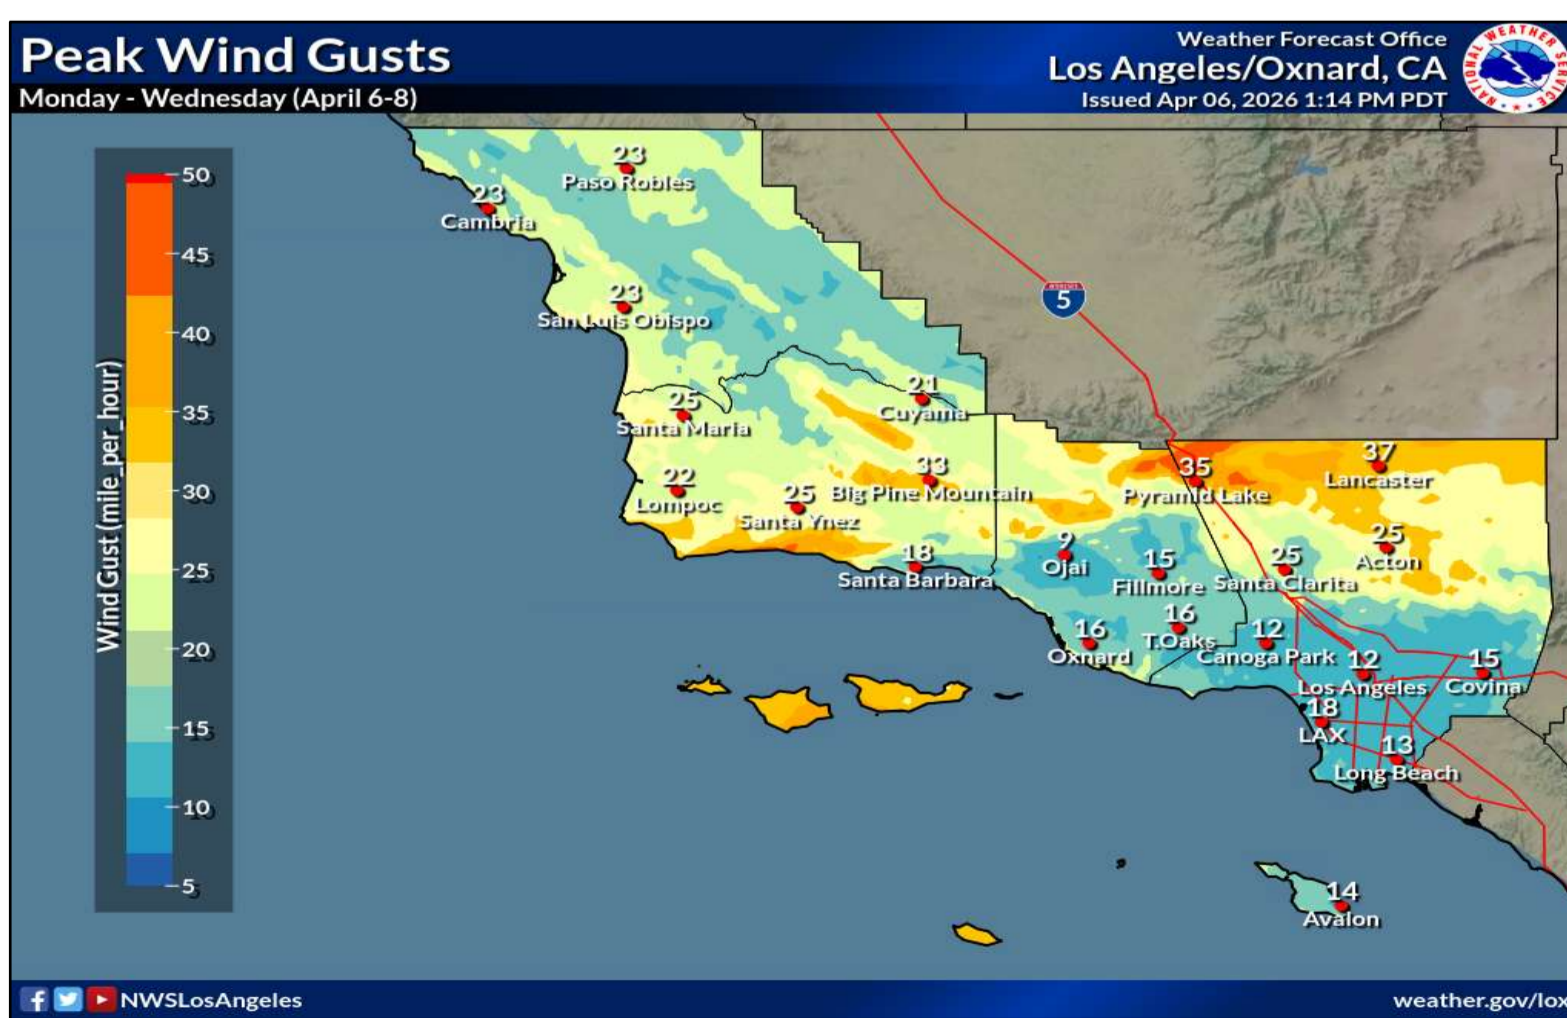 Peak Wind Gusts
Monday - Wednesday (April 6-8)
Weather Forecast Office
Los Angeles/Oxnard, CA
Issued Apr 06, 2026 1:14 PM PDT
NATIONAL WEATHER SERVICE
Wind Gust (mile_per_hour)
50
45
40
35
30
25
20
15
10
5
23
Paso Robles
23
Cambria
INTERSTATE
5
23
San Luis Obispo
21
Cuyama
25
Santa Maria
37
Lancaster
33
Big Pine Mountain
35
Pyramid Lake
22
Lompoc
25
Santa Ynez
25
Acton
18
Santa Barbara
9
Ojai
15
Fillmore
25
Santa Clarita
16
Oxnard
16
T.Oaks
12
Canoga Park
12
Los Angeles
15
Covina
18
LAX
13
Long Beach
14
Avalon
NWSLosAngeles
weather.gov/lox